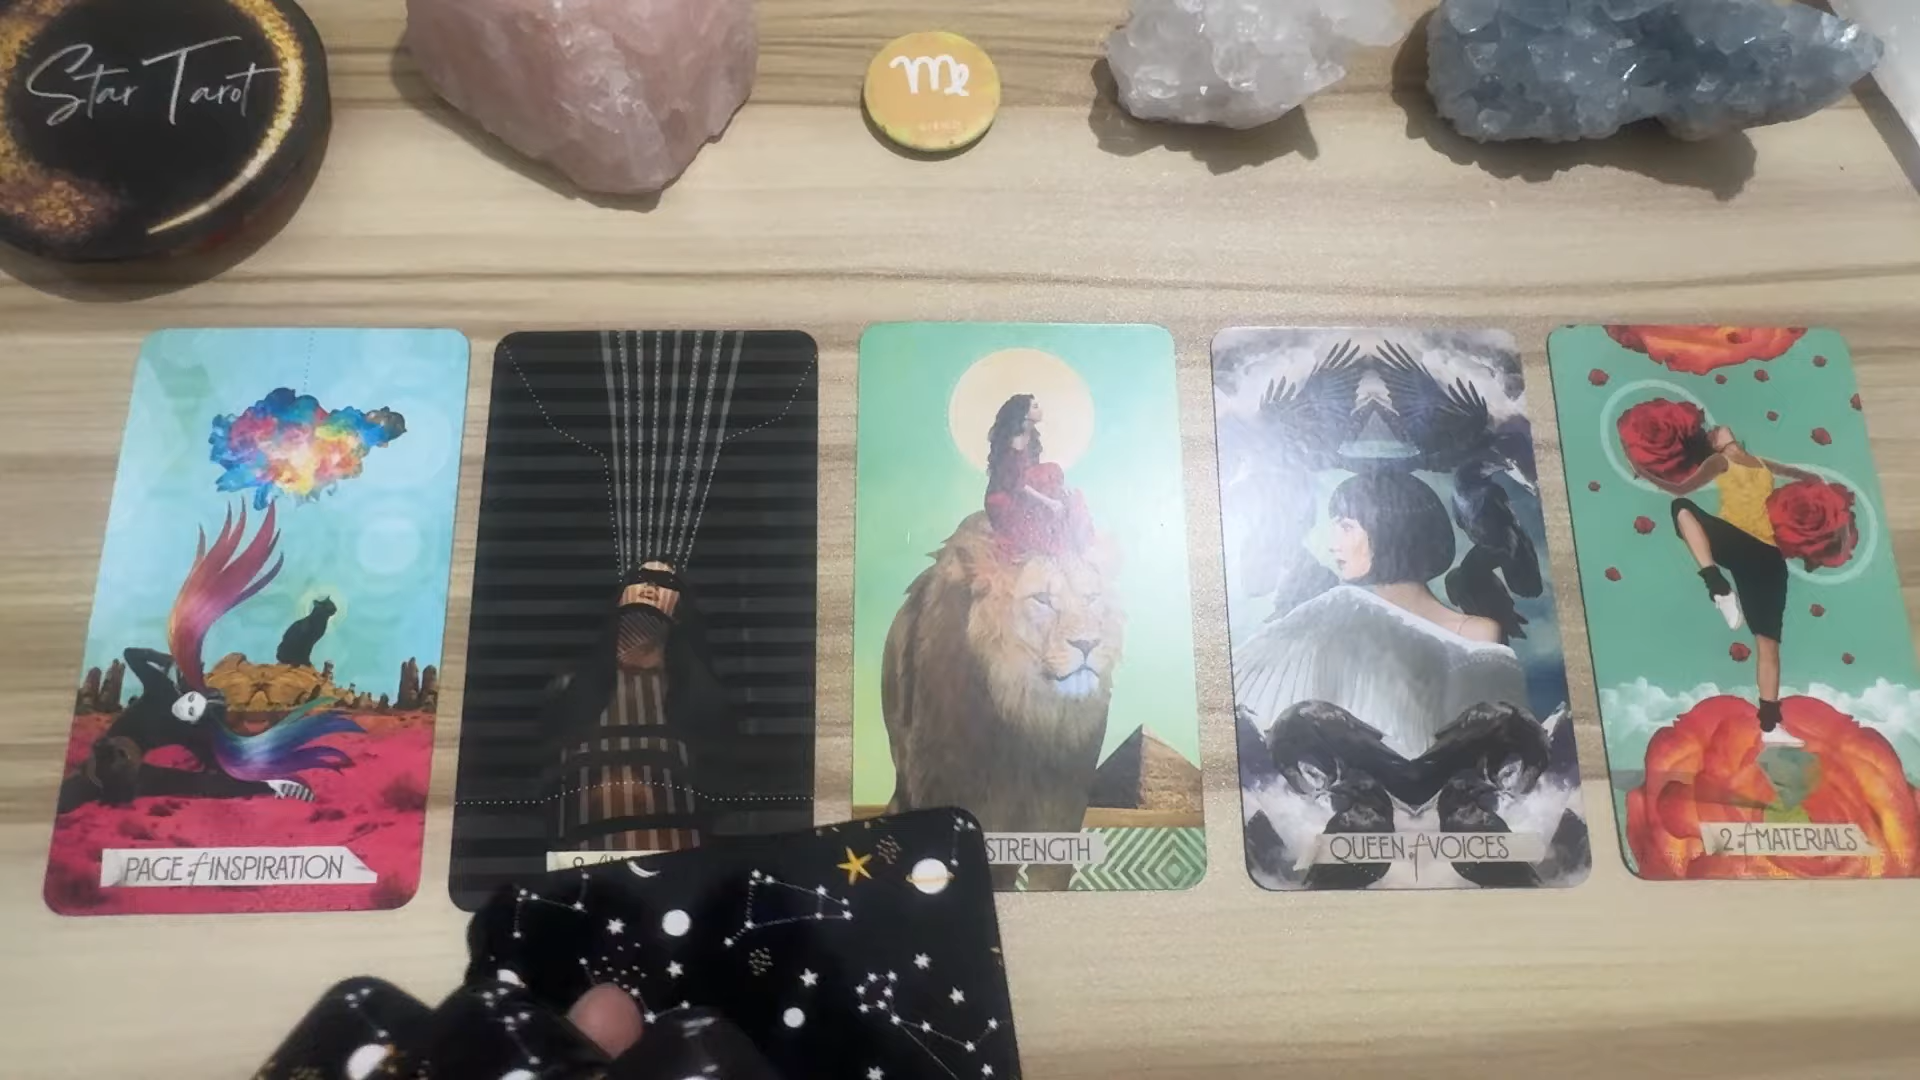 Star Tarot
PAGE of INSPIRATION
STRENGTH
QUEEN of VOICES
2 of MATERIALS